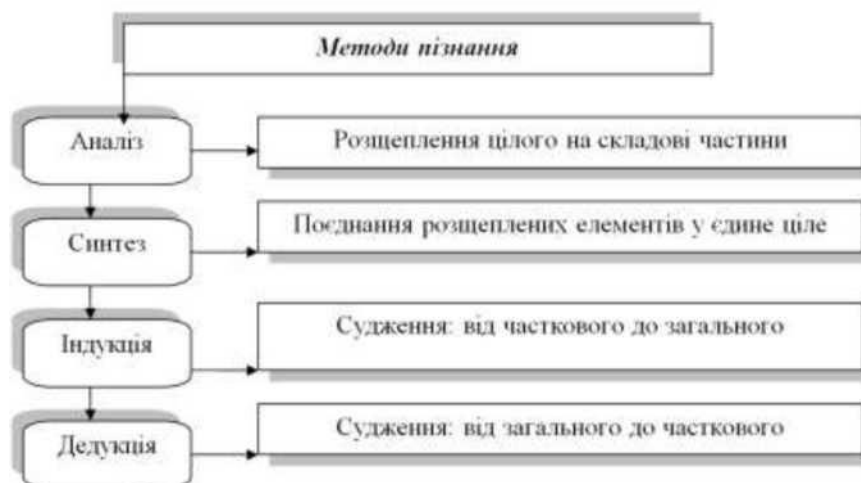 Методи пізнання
Аналіз
Розщеплення цілого на складові частини
Синтез
Поєднання розщеплених елементів у єдине ціле
Індукція
Судження: від часткового до загального
Дедукція
Судження: від загального до часткового